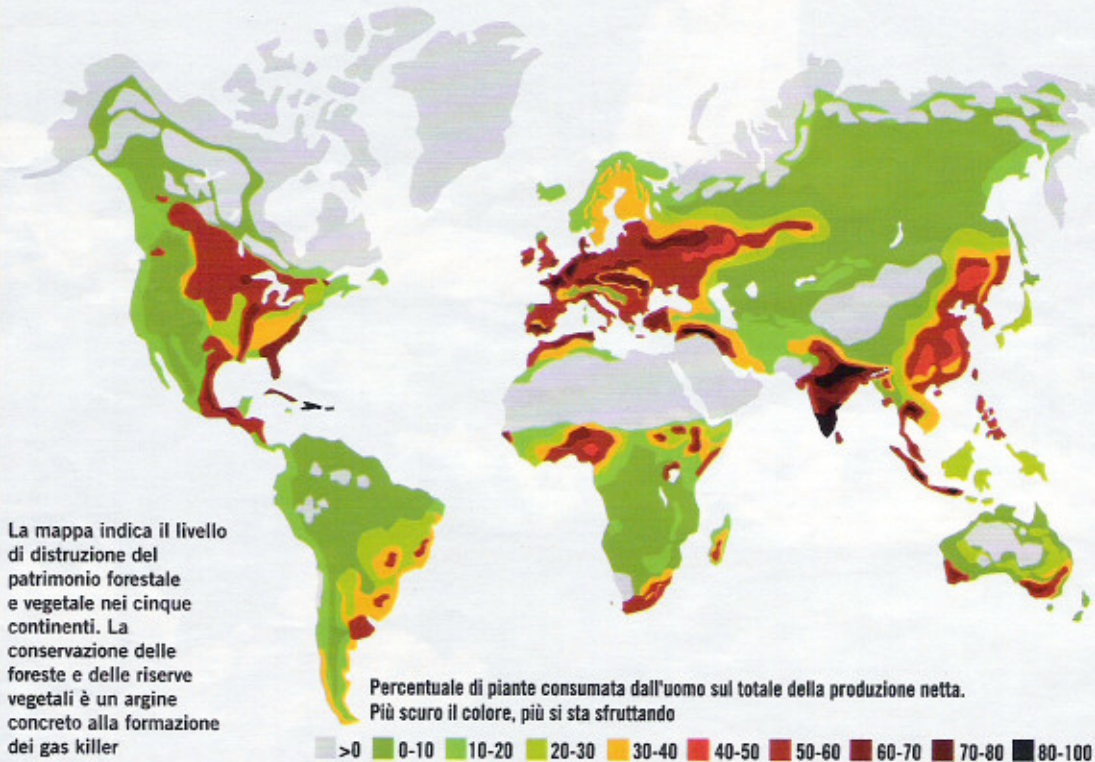 La mappa indica il livello
di distruzione del
patrimonio forestale
e vegetale nei cinque
continenti. La
conservazione delle
foreste e delle riserve
vegetali è un argine
concreto alla formazione
dei gas killer
Percentuale di piante consumata dall'uomo sul totale della produzione netta.
Più scuro il colore, più si sta sfruttando
>0 0-10 10-20 20-30 30-40 40-50 50-60 60-70 70-80 80-100